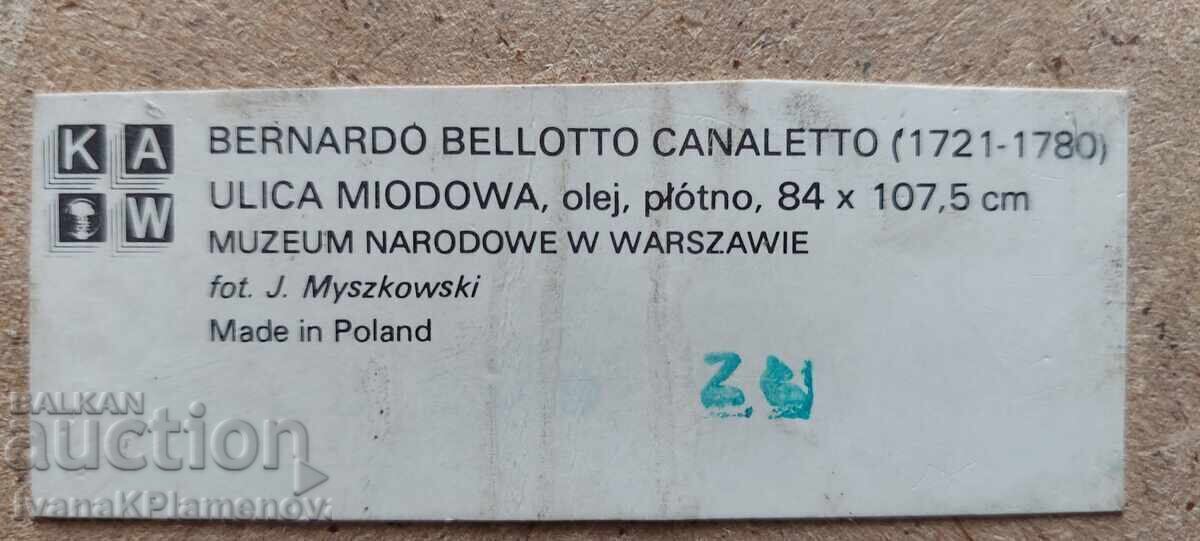 K A
W
BERNARDO BELLOTTO CANALETTO (1721-1780)
ULICA MIODOWA, olej, płótno, 84 x 107,5 cm
MUZEUM NARODOWE W WARSZAWIE
fot. J. Myszkowski
Made in Poland
BALKAN
auction
IvanaKPlamenov